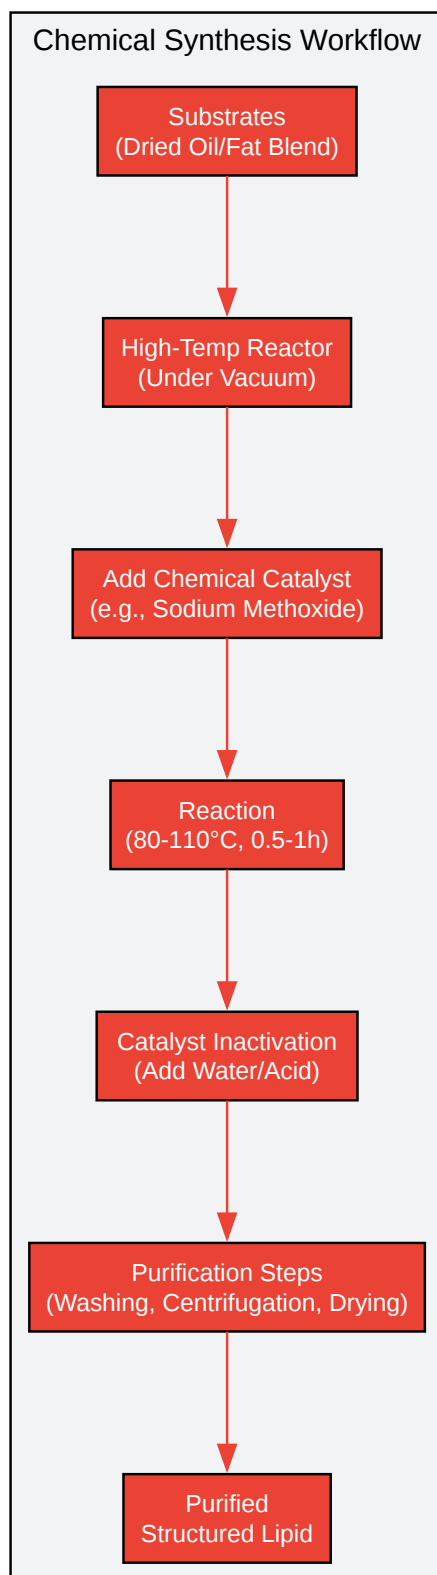 Chemical Synthesis Workflow
Substrates
(Dried Oil/Fat Blend)
High-Temp Reactor
(Under Vacuum)
Add Chemical Catalyst
(e.g., Sodium Methoxide)
Reaction
(80-110°C, 0.5-1h)
Catalyst Inactivation
(Add Water/Acid)
Purification Steps
(Washing, Centrifugation, Drying)
Purified
Structured Lipid